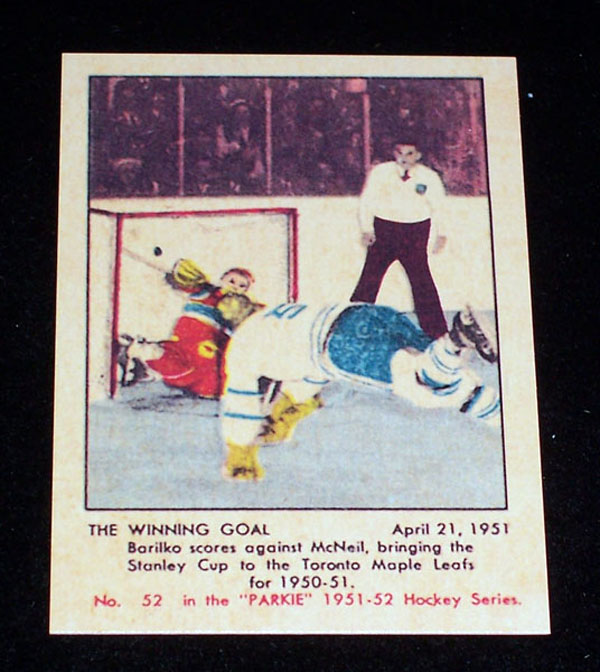 THE WINNING GOAL April 21, 1951
Barilko scores against McNeil, bringing the
Stanley Cup to the Toronto Maple Leafs
for 1950-51.
No. 52 in the "PARKIE" 1951-52 Hockey Series.